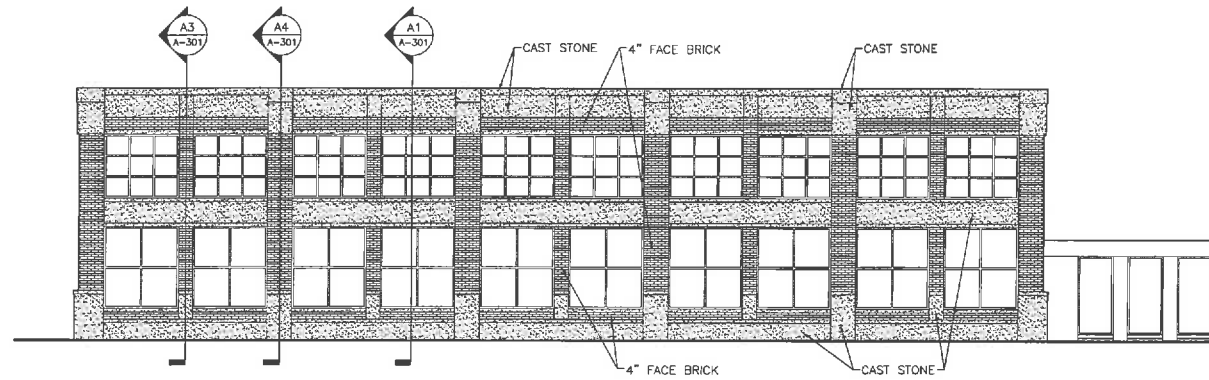 A3
A-301
A4
A-301
A1
A-301
CAST STONE
4" FACE BRICK
CAST STONE
4" FACE BRICK
CAST STONE